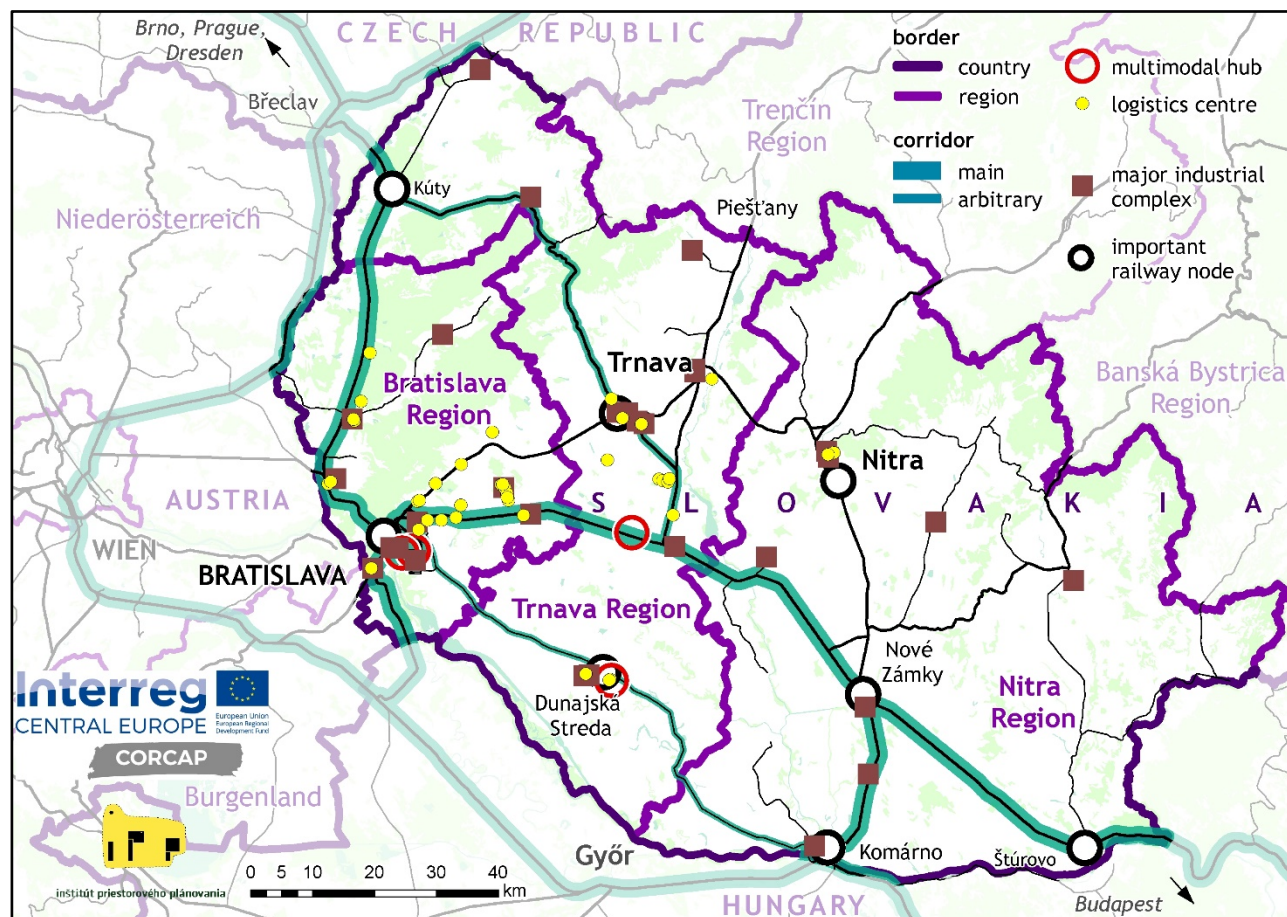 Brno, Prague,
Dresden
CZECH REPUBLIC
Břeclav
border
country
region
corridor
main
arbitrary
multimodal hub
logistics centre
major industrial
complex
important
railway node
Trenčín
Region
Kúty
Piešťany
Niederösterreich
Trnava
Bratislava
Region
Banská Bystrica
Region
Nitra
AUSTRIA
SLOVAKIA
WIEN
BRATISLAVA
Trnava Region
Nové
Zámky
Nitra
Region
Dunajská
Streda
Interreg
CENTRAL EUROPE
European Union
European Regional
Development Fund
CORCAP
Burgenland
inštitút priestorového plánovania
Győr
Komárno
Štúrovo
0 5 10 20 30 40
km
HUNGARY
Budapest